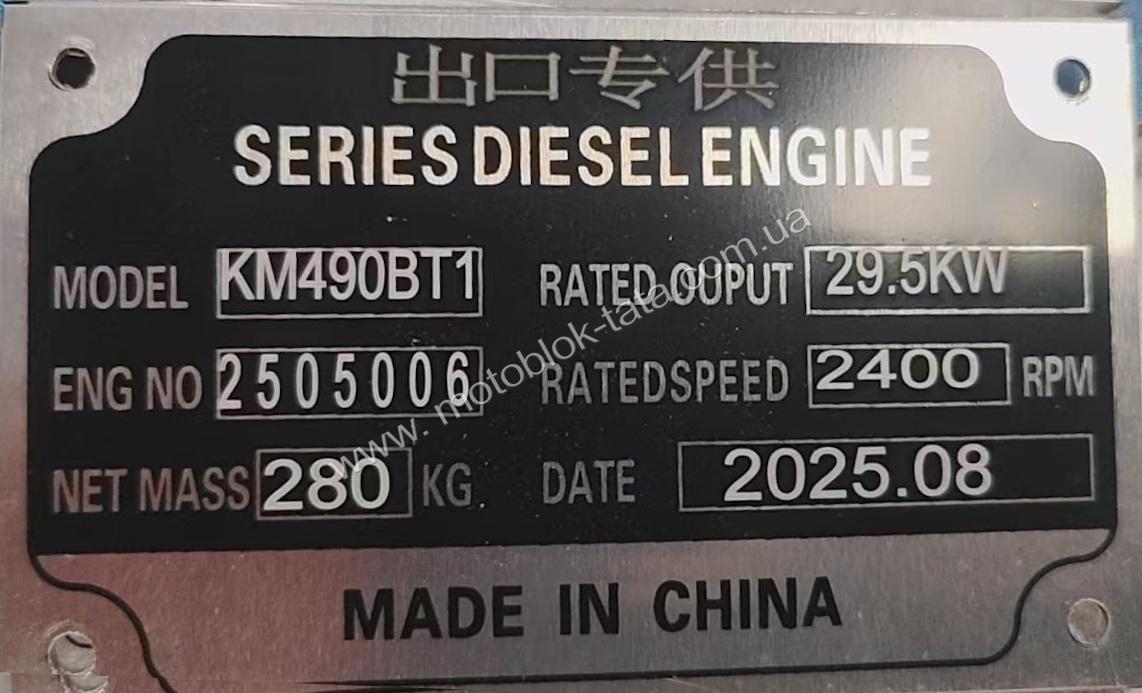 出口专供
SERIES DIESEL ENGINE
MODEL KM490BT1 RATED OUPUT 29.5KW
ENG NO 2505006 RATEDSPEED 2400 RPM
NET MASS 280 KG DATE 2025.08
MADE IN CHINA
www.motoblok-tata.com.ua